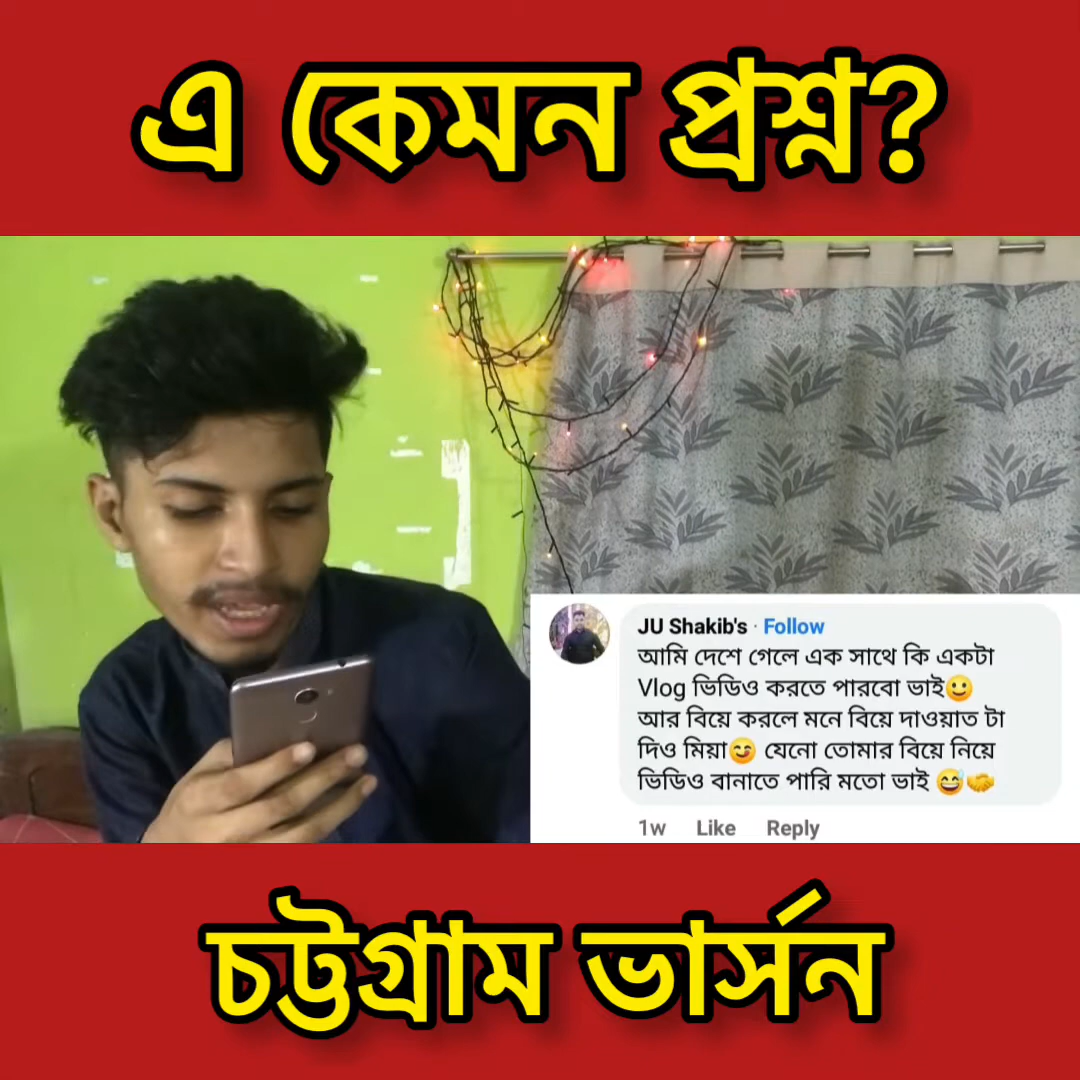 এ কেমন প্রশ্ন?
JU Shakib's · Follow
আমি দেশে গেলে এক সাথে কি একটা
Vlog ভিডিও করতে পারবো ভাই🙂
আর বিয়ে করলে মনে বিয়ে দাওয়াত টা
দিও মিয়া😋 যেনো তোমার বিয়ে নিয়ে
ভিডিও বানাতে পারি মতো ভাই 😅🤝
1w Like Reply
চট্টগ্রাম ভার্সন